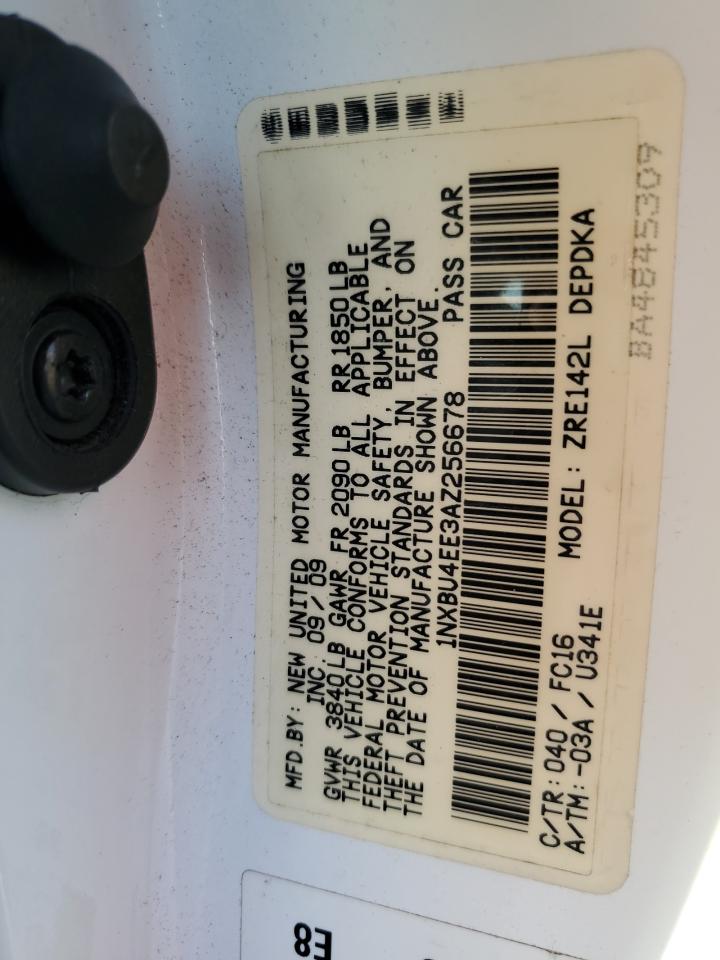 MFD.BY: NEW UNITED MOTOR MANUFACTURING
INC. 09/09
GVWR 3840LB GAWR FR 2090LB RR1850LB
THIS VEHICLE CONFORMS TO ALL APPLICABLE
FEDERAL MOTOR VEHICLE SAFETY, BUMPER, AND
THEFT PREVENTION STANDARDS IN EFFECT ON
THE DATE OF MANUFACTURE SHOWN ABOVE.
1NXBU4EE3AZ256678 PASS CAR
C/TR: 040 / FC16 MODEL: ZRE142L DEPDKA
A/TM: -03A / U341E
BA4845309
E8